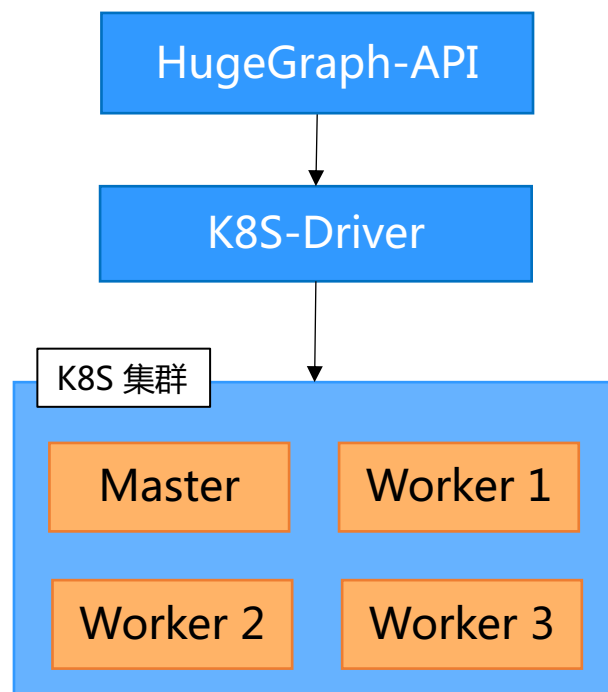 HugeGraph-API
K8S-Driver
K8S 集群
Master
Worker 1
Worker 2
Worker 3